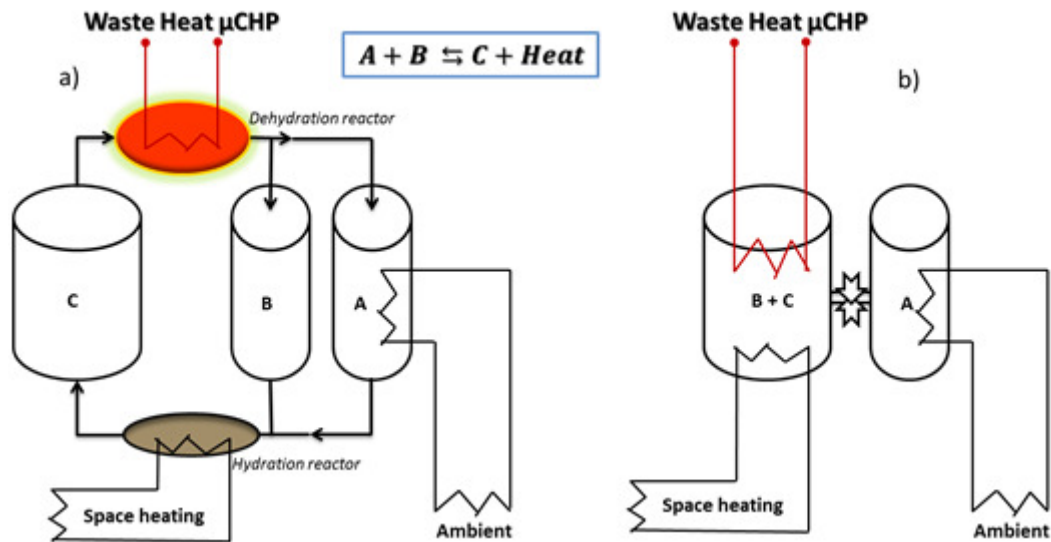 Waste Heat μCHP
A + B ⇆ C + Heat
a)
Dehydration reactor
C
B
A
Hydration reactor
Space heating
Ambient
Waste Heat μCHP
b)
B + C
A
Space heating
Ambient